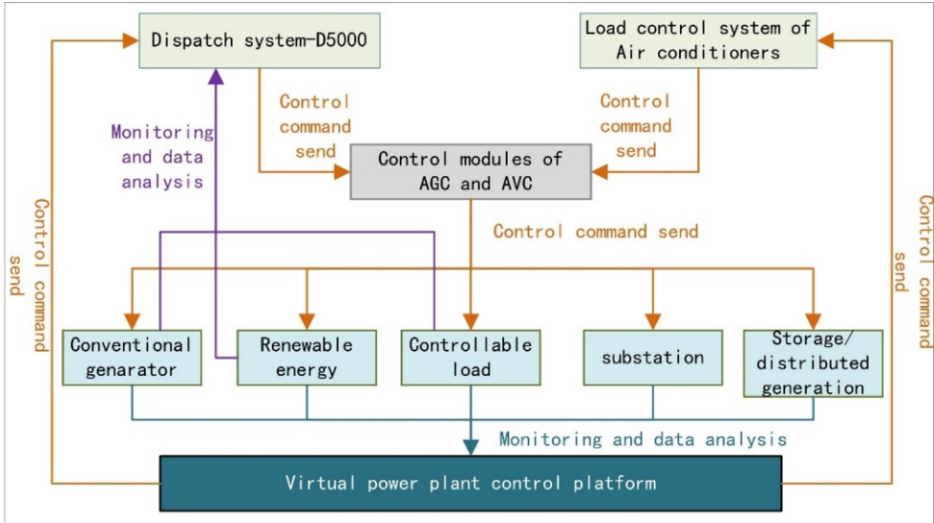 Dispatch system-D5000
Load control system of
Air conditioners
Control
command
send
Control
command
send
Monitoring
and data
analysis
Control modules of
AGC and AVC
Control command
send
Control command
send
Control command send
Conventional
genarator
Renewable
energy
Controllable
load
substation
Storage/
distributed
generation
Monitoring and data analysis
Virtual power plant control platform